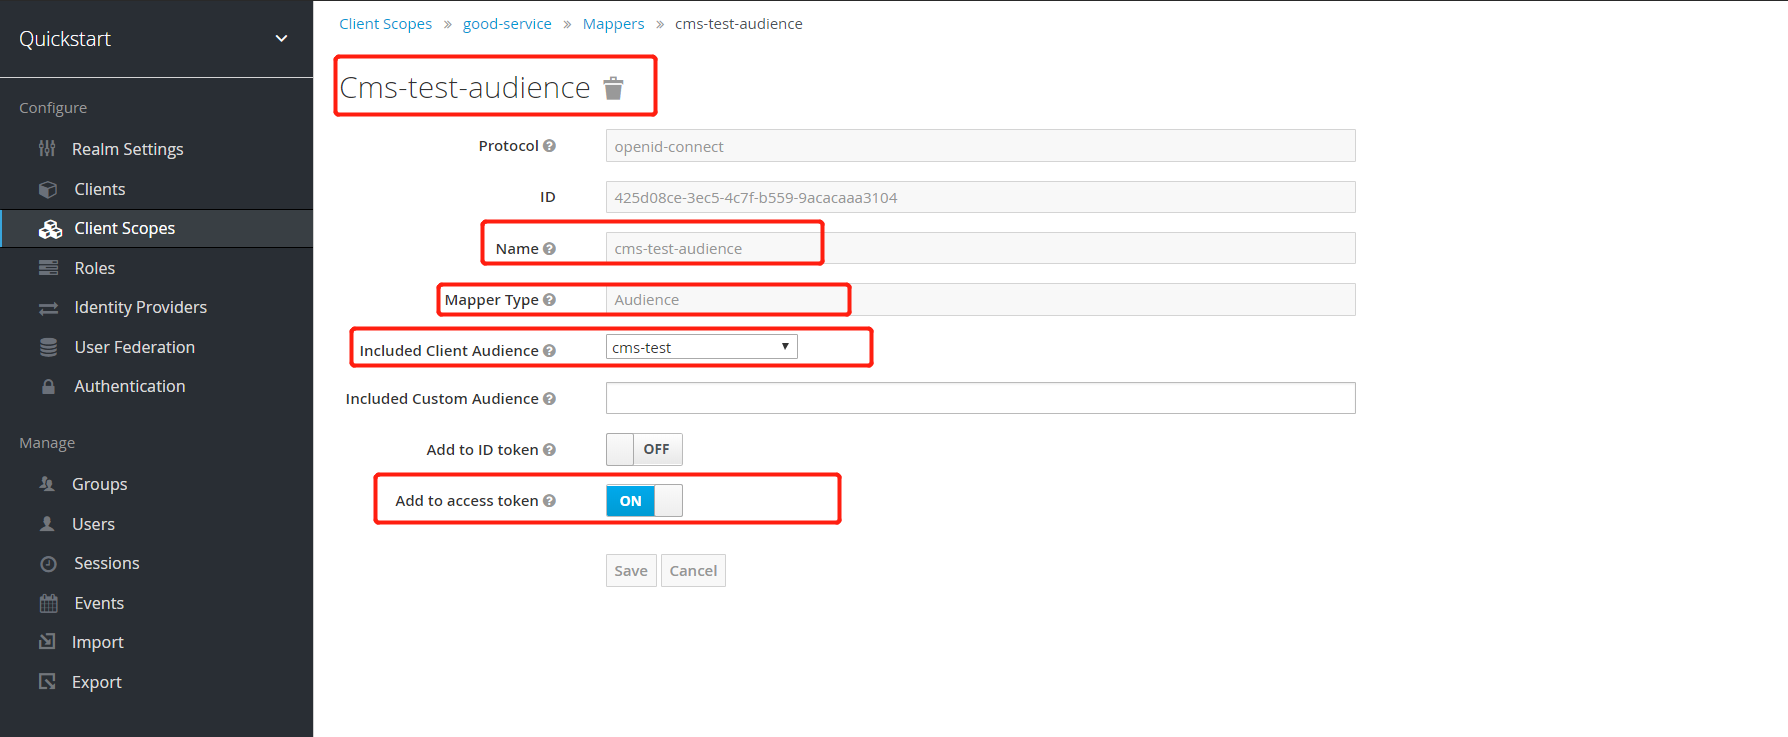 Quickstart
Configure
Realm Settings
Clients
Client Scopes
Roles
Identity Providers
User Federation
Authentication
Manage
Groups
Users
Sessions
Events
Import
Export
Client Scopes » good-service » Mappers » cms-test-audience
Cms-test-audience
Protocol openid-connect
ID 425d08ce-3ec5-4c7f-b559-9acacaaa3104
Name cms-test-audience
Mapper Type Audience
Included Client Audience cms-test
Included Custom Audience
Add to ID token OFF
Add to access token ON
Save Cancel